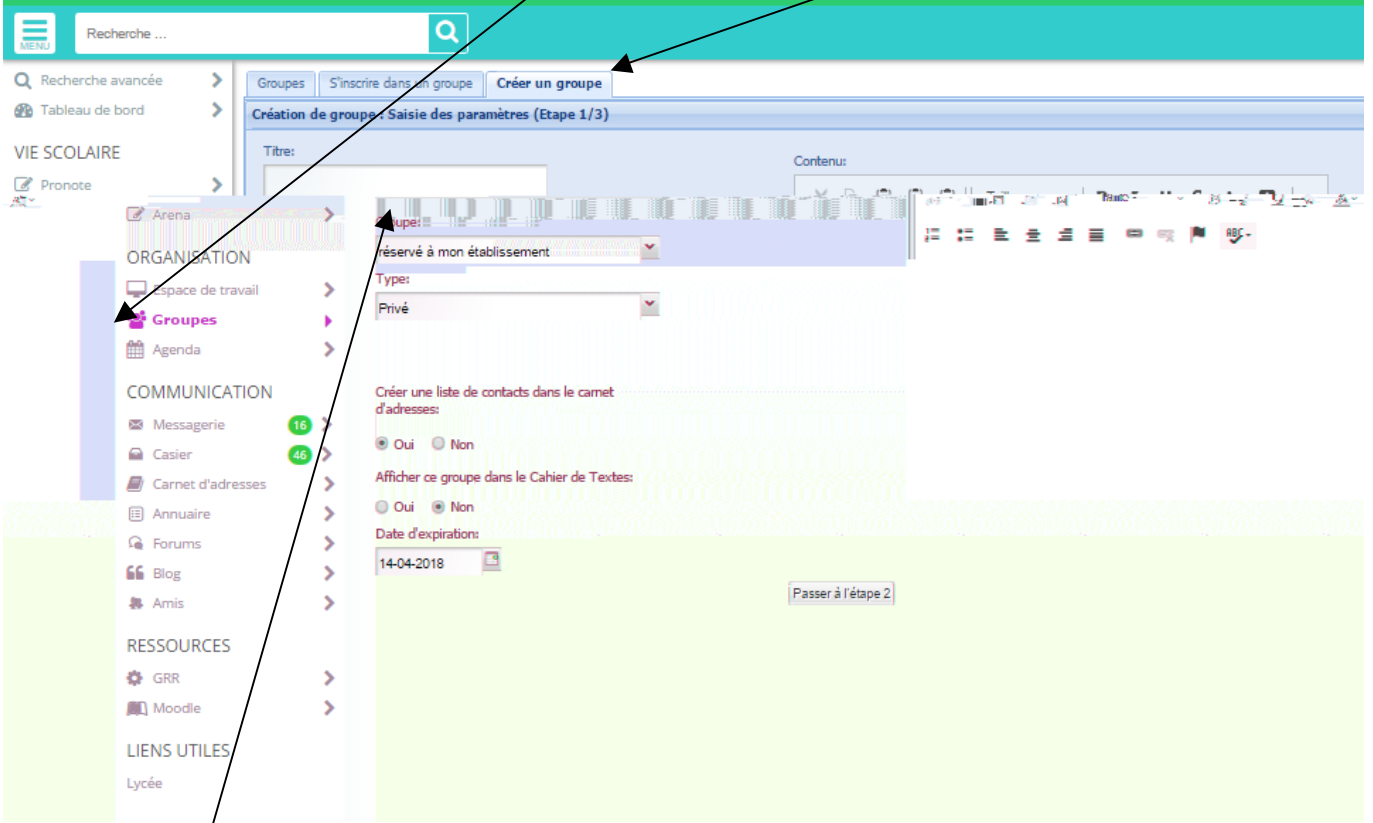 MENU
Recherche ...
Recherche avancée
Tableau de bord
VIE SCOLAIRE
Pronote
Arena
ORGANISATION
Espace de travail
Groupes
Agenda
COMMUNICATION
Messagerie 16
Casier 46
Carnet d'adresses
Annuaire
Forums
Blog
Amis
RESSOURCES
GRR
Moodle
LIENS UTILES
Lycée
Groupes S'inscrire dans un groupe Créer un groupe
Création de groupe : Saisie des paramètres (Etape 1/3)
Titre:
Groupe:
réservé à mon établissement
Type:
Privé
Créer une liste de contacts dans le carnet
d'adresses:
Oui Non
Afficher ce groupe dans le Cahier de Textes:
Oui Non
Date d'expiration:
14-04-2018
Contenu:
ABC
Passer à l'étape 2